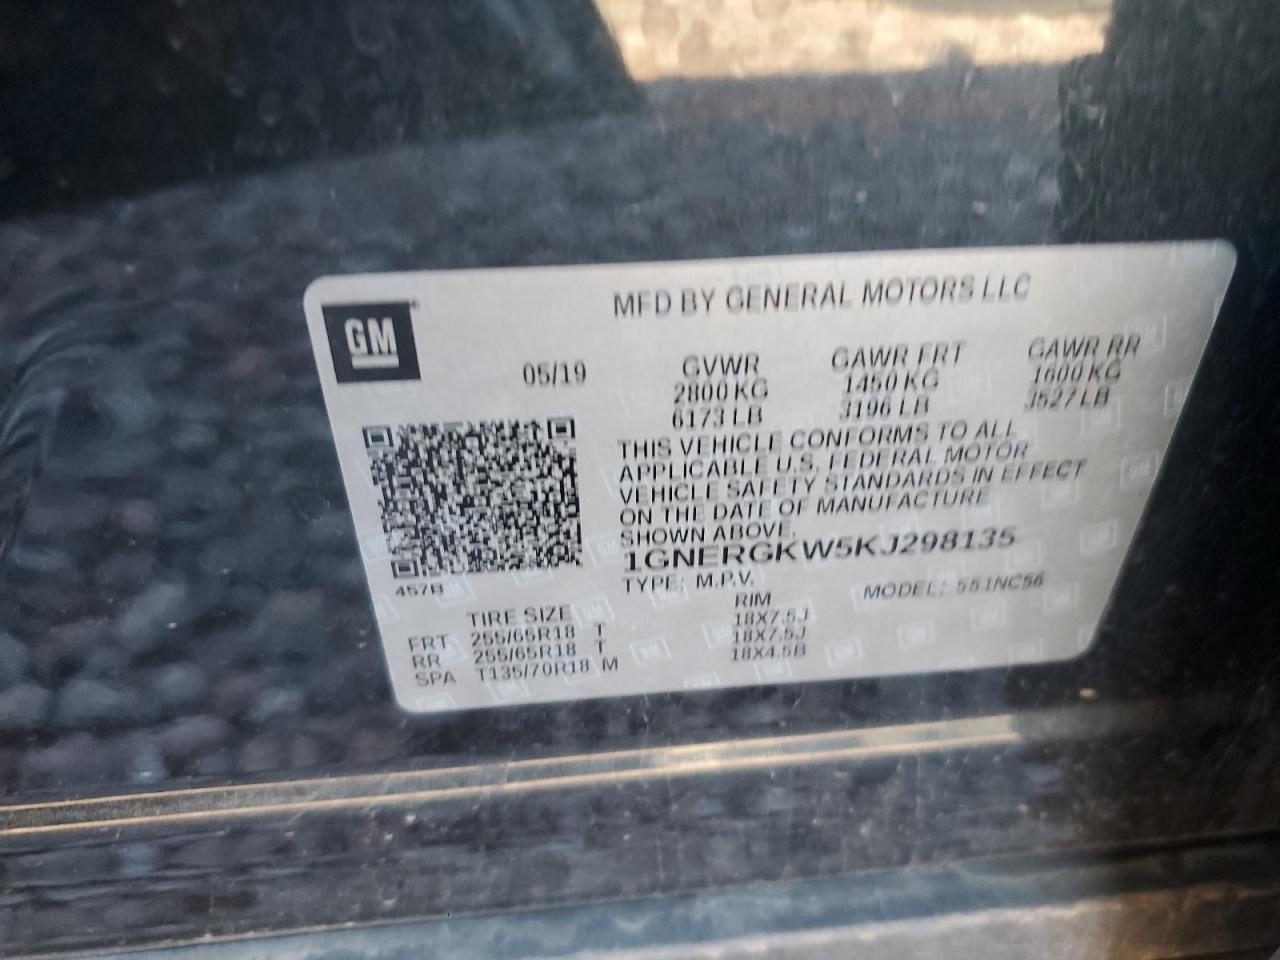 MFD BY GENERAL MOTORS LLC
GM
05/19
GVWR GAWR FRT GAWR RR
2800 KG 1450 KG 1600 KG
6173 LB 3196 LB 3527 LB
THIS VEHICLE CONFORMS TO ALL
APPLICABLE U.S. FEDERAL MOTOR
VEHICLE SAFETY STANDARDS IN EFFECT
ON THE DATE OF MANUFACTURE
SHOWN ABOVE.
1GNERGKW5KJ298135
457B
TYPE: M.P.V. MODEL: 551NC56
TIRE SIZE RIM
FRT 255/65R18 T 18X7.5J
RR 255/65R18 T 18X7.5J
SPA T135/70R18 M 18X4.5B